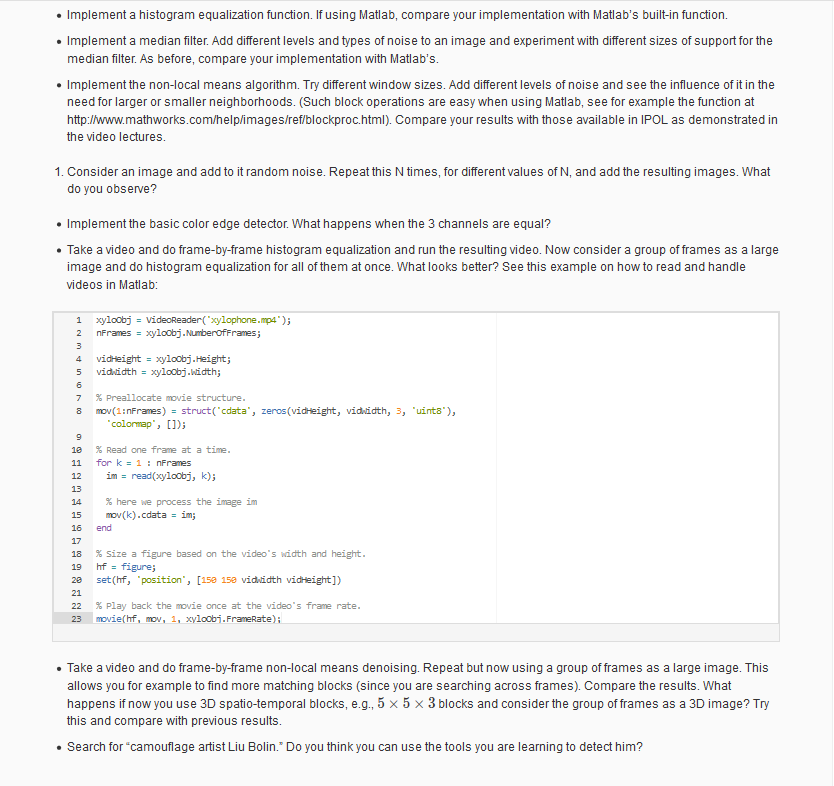 • Implement a histogram equalization function. If using Matlab, compare your implementation with Matlab's built-in function.
• Implement a median filter. Add different levels and types of noise to an image and experiment with different sizes of support for the
median filter. As before, compare your implementation with Matlab's.
• Implement the non-local means algorithm. Try different window sizes. Add different levels of noise and see the influence of it in the
need for larger or smaller neighborhoods. (Such block operations are easy when using Matlab, see for example the function at
http://www.mathworks.com/help/images/ref/blockproc.html). Compare your results with those available in IPOL as demonstrated in
the video lectures.
1. Consider an image and add to it random noise. Repeat this N times, for different values of N, and add the resulting images. What
do you observe?
• Implement the basic color edge detector. What happens when the 3 channels are equal?
• Take a video and do frame-by-frame histogram equalization and run the resulting video. Now consider a group of frames as a large
image and do histogram equalization for all of them at once. What looks better? See this example on how to read and handle
videos in Matlab:
1 xyloObj = VideoReader('xylophone.mp4');
2 nFrames = xyloObj.NumberOfFrames;
3
4 vidHeight = xyloObj.Height;
5 vidWidth = xyloObj.Width;
6
7 % Preallocate movie structure.
8 mov(1:nFrames) = struct('cdata', zeros(vidHeight, vidWidth, 3, 'uint8'),
'colormap', []);
9
10 % Read one frame at a time.
11 for k = 1 : nFrames
12 im = read(xyloObj, k);
13
14 % here we process the image im
15 mov(k).cdata = im;
16 end
17
18 % Size a figure based on the video's width and height.
19 hf = figure;
20 set(hf, 'position', [150 150 vidWidth vidHeight])
21
22 % Play back the movie once at the video's frame rate.
23 movie(hf, mov, 1, xyloObj.FrameRate);
• Take a video and do frame-by-frame non-local means denoising. Repeat but now using a group of frames as a large image. This
allows you for example to find more matching blocks (since you are searching across frames). Compare the results. What
happens if now you use 3D spatio-temporal blocks, e.g., 5 × 5 × 3 blocks and consider the group of frames as a 3D image? Try
this and compare with previous results.
• Search for "camouflage artist Liu Bolin." Do you think you can use the tools you are learning to detect him?